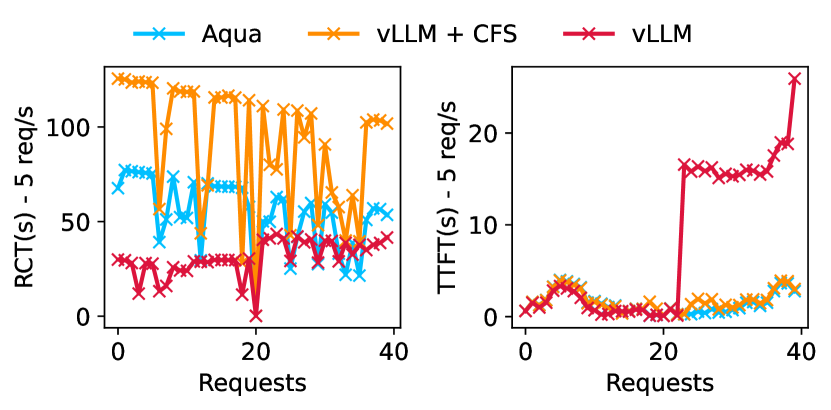 Aqua vLLM + CFS vLLM
RCT(s) - 5 req/s
100
50
0
0 20 40
Requests
TTFT(s) - 5 req/s
20
10
0
0 20 40
Requests